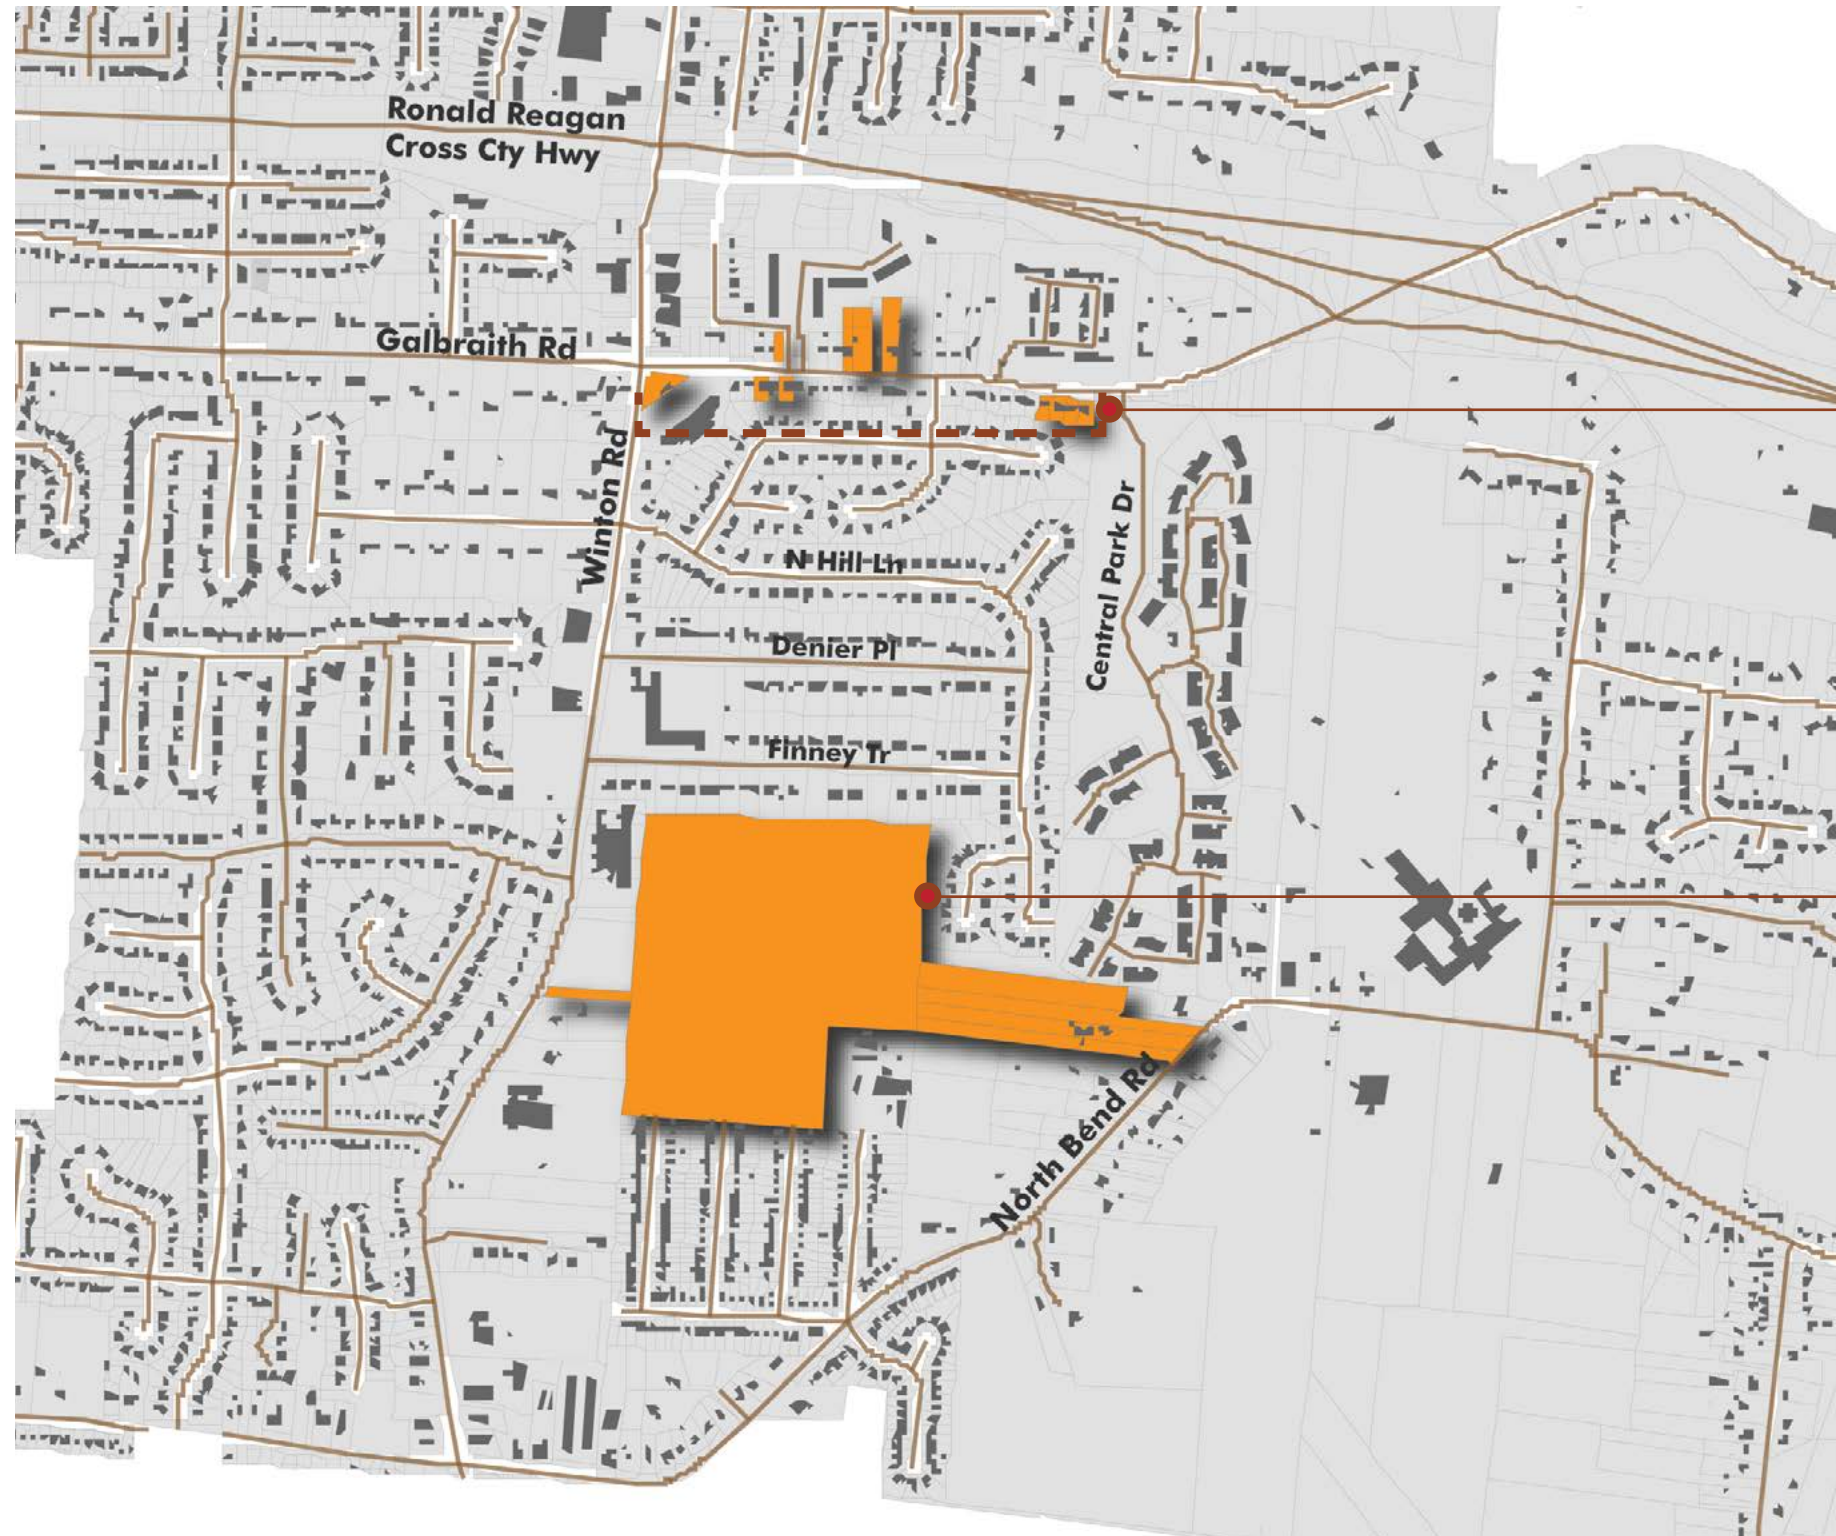 Ronald Reagan
Cross Cty Hwy
Galbraith Rd
Winton Rd
N Hill Ln
Central Park Dr
Denier Pl
Finney Tr
North Bend Rd